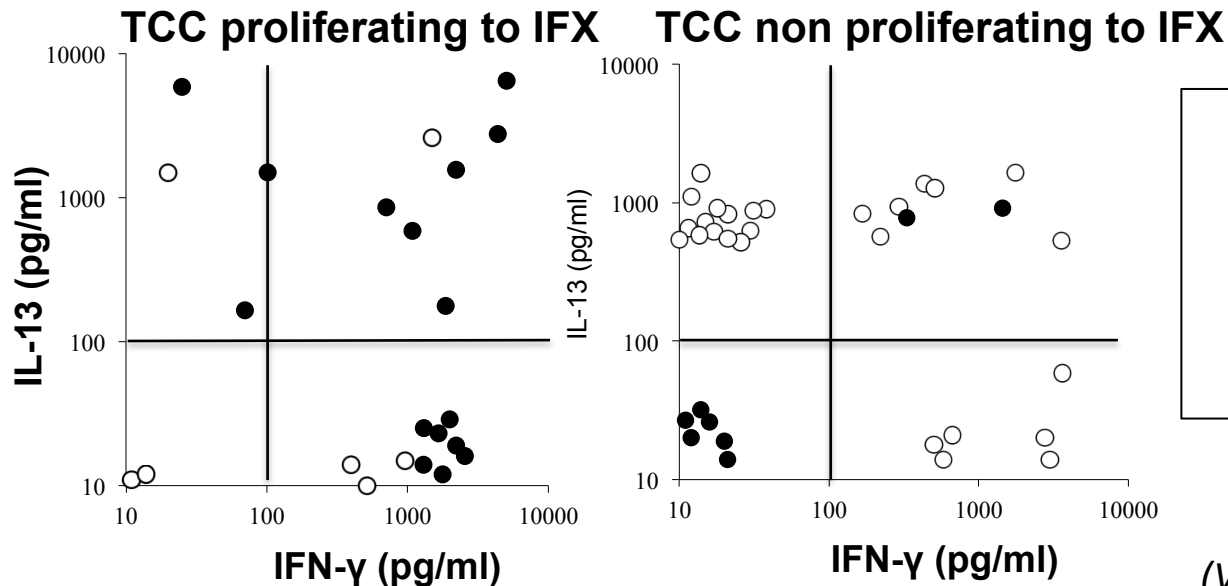 TCC proliferating to IFX
10000
1000
100
10
IL-13 (pg/ml)
10 100 1000 10000
IFN-γ (pg/ml)
TCC non proliferating to IFX
10000
1000
100
10
IL-13 (pg/ml)
10 100 1000 10000
IFN-γ (pg/ml)